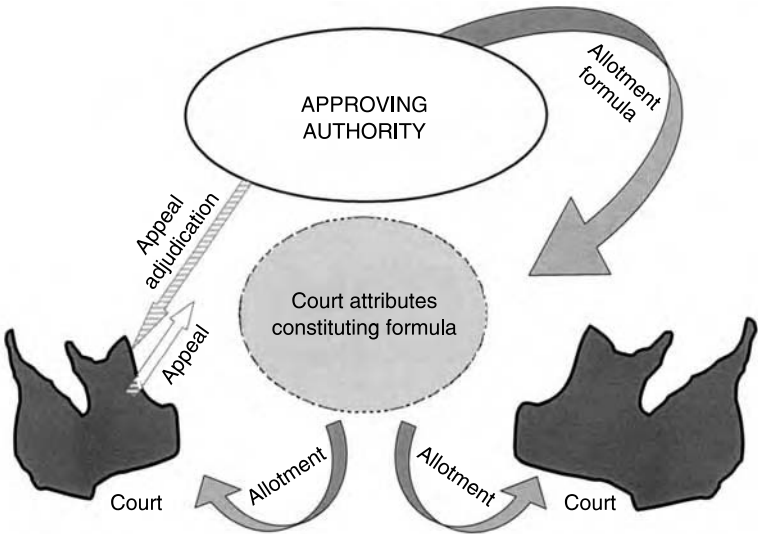 APPROVING
AUTHORITY
Allotment
formula
Appeal
adjudication
Court attributes
constituting formula
Appeal
Allotment
Allotment
Court
Court